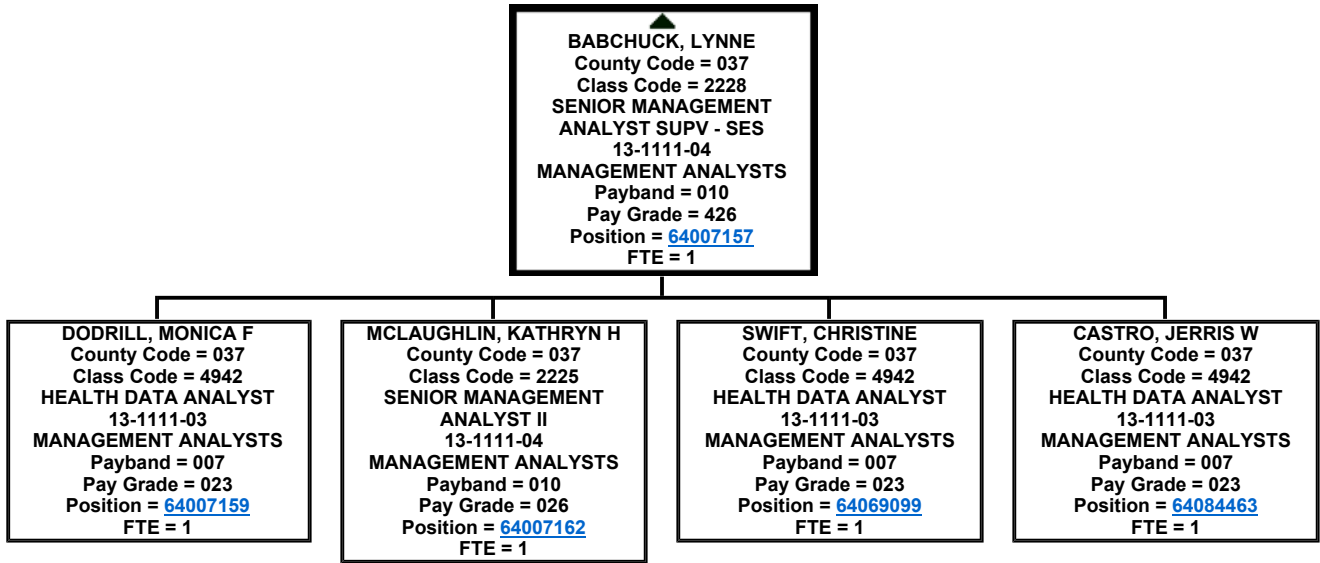 BABCHUCK, LYNNE
County Code = 037
Class Code = 2228
SENIOR MANAGEMENT
ANALYST SUPV - SES
13-1111-04
MANAGEMENT ANALYSTS
Payband = 010
Pay Grade = 426
Position = 64007157
FTE = 1
DODRILL, MONICA F
County Code = 037
Class Code = 4942
HEALTH DATA ANALYST
13-1111-03
MANAGEMENT ANALYSTS
Payband = 007
Pay Grade = 023
Position = 64007159
FTE = 1
MCLAUGHLIN, KATHRYN H
County Code = 037
Class Code = 2225
SENIOR MANAGEMENT
ANALYST II
13-1111-04
MANAGEMENT ANALYSTS
Payband = 010
Pay Grade = 026
Position = 64007162
FTE = 1
SWIFT, CHRISTINE
County Code = 037
Class Code = 4942
HEALTH DATA ANALYST
13-1111-03
MANAGEMENT ANALYSTS
Payband = 007
Pay Grade = 023
Position = 64069099
FTE = 1
CASTRO, JERRIS W
County Code = 037
Class Code = 4942
HEALTH DATA ANALYST
13-1111-03
MANAGEMENT ANALYSTS
Payband = 007
Pay Grade = 023
Position = 64084463
FTE = 1